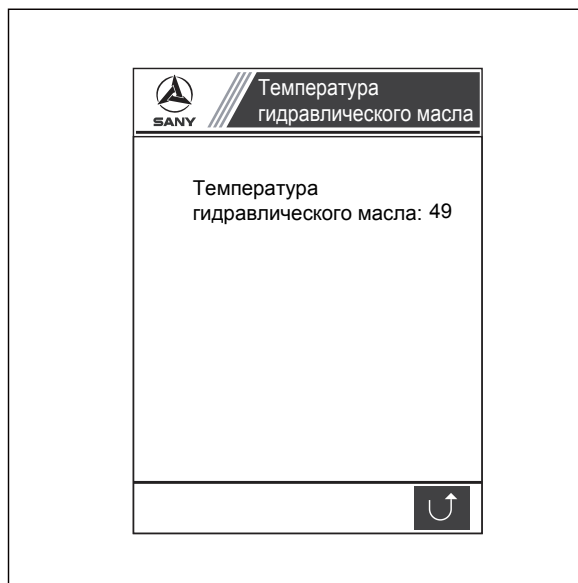 SANY
Температура
гидравлического масла
Температура
гидравлического масла: 49